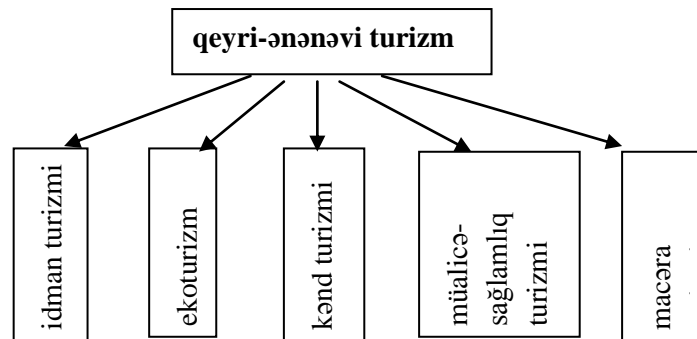 qeyri-ənənəvi turizm
idman turizmi
ekoturizm
kənd turizmi
müalicə-
sağlamlıq
turizmi
macəra